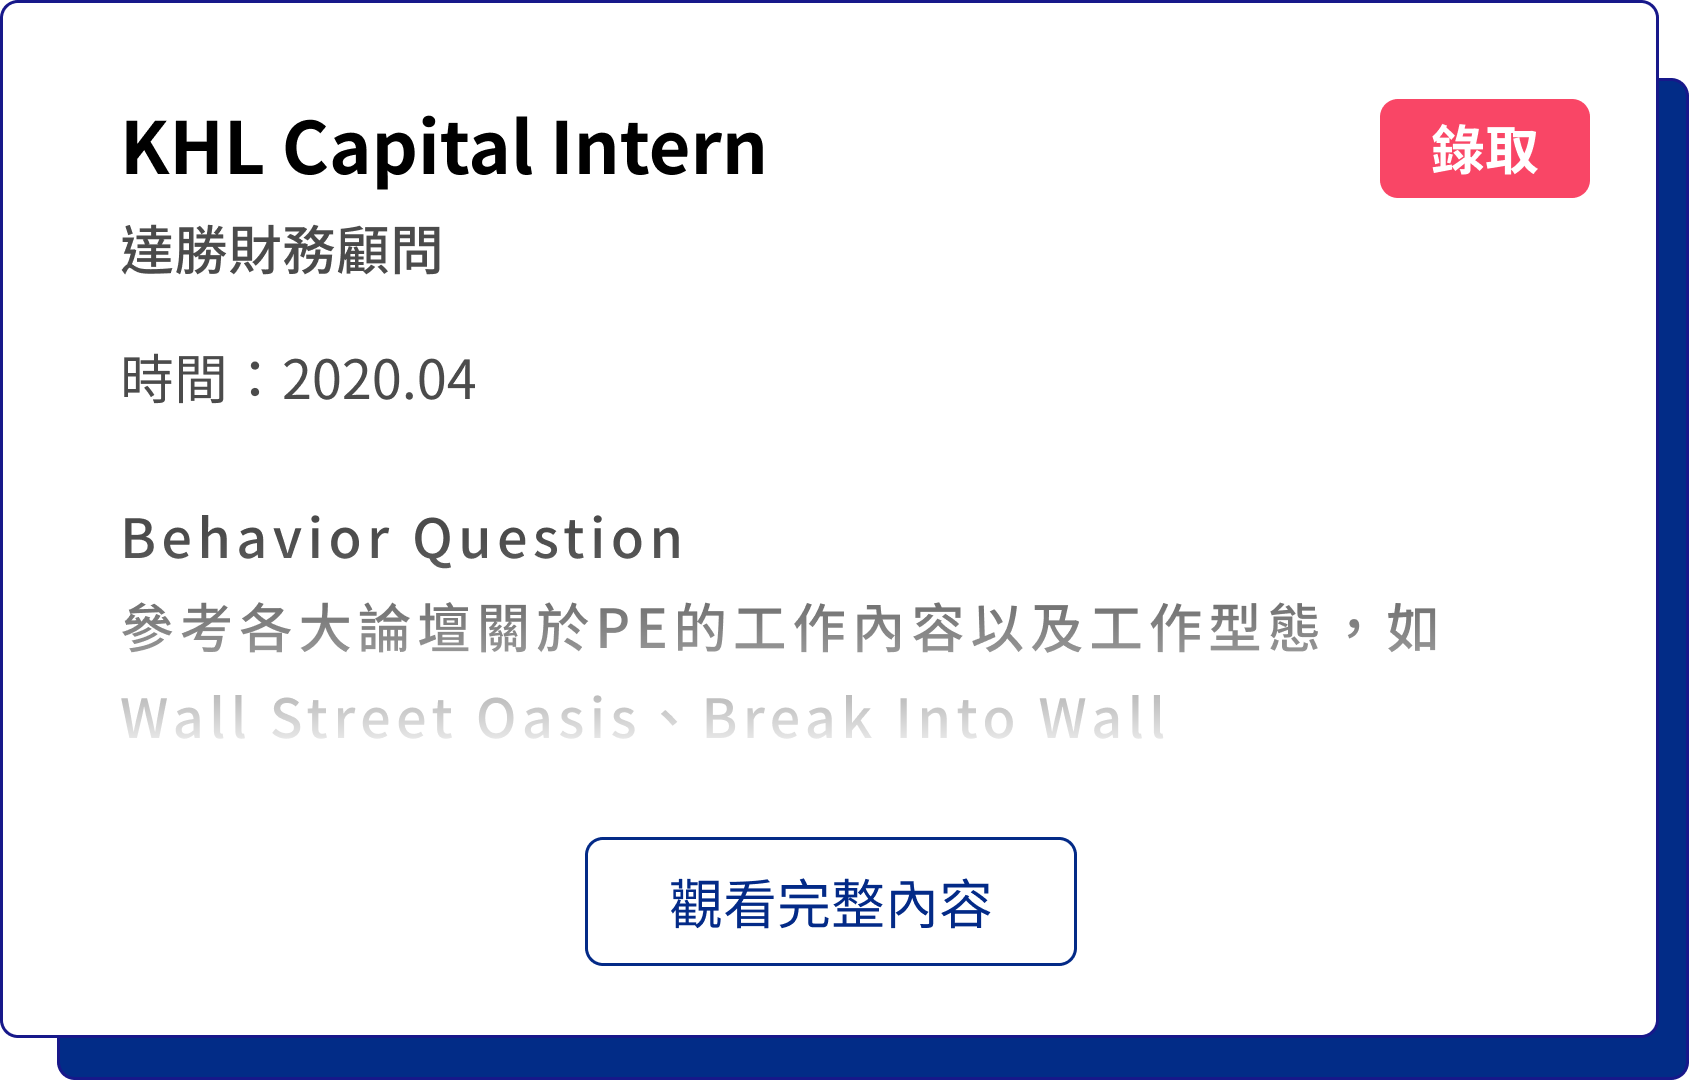 KHL Capital Intern
錄取
達勝財務顧問
時間：2020.04
Behavior Question
參考各大論壇關於PE的工作內容以及工作型態，如
Wall Street Oasis、Break Into Wall
觀看完整內容